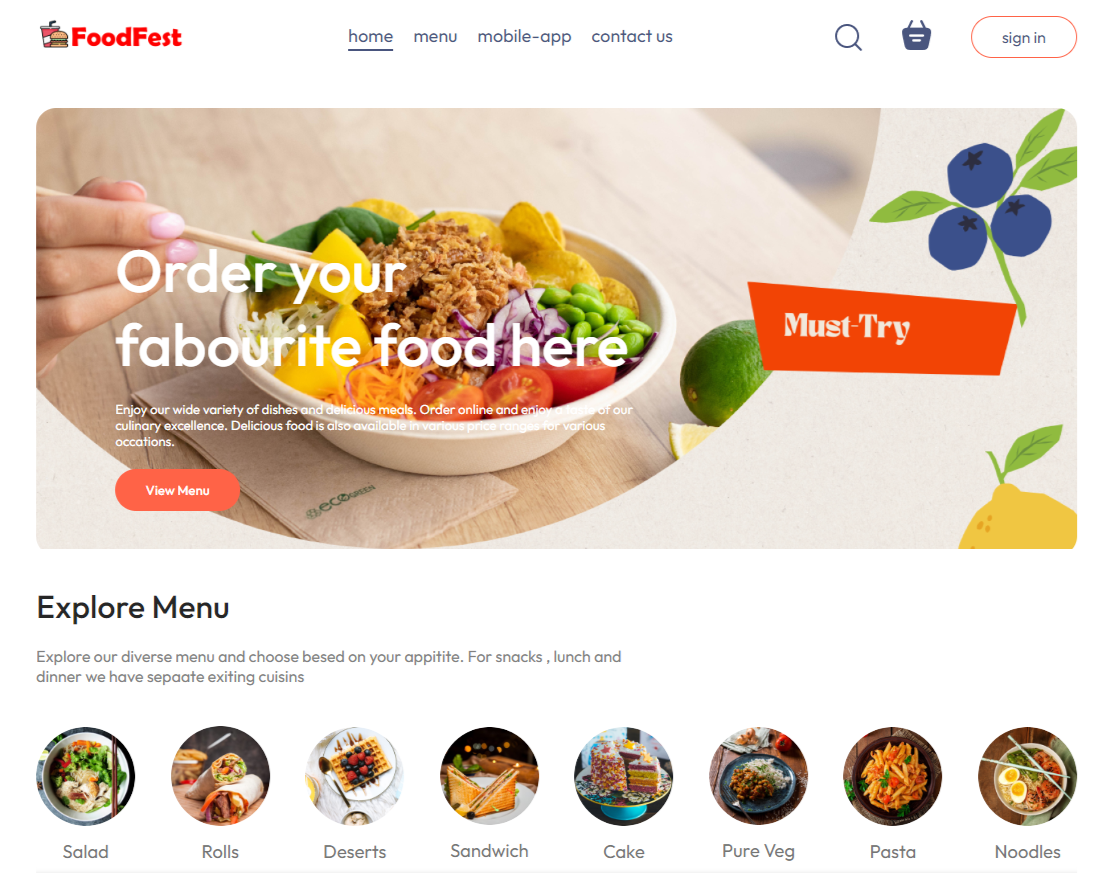 FoodFest
home menu mobile-app contact us
sign in
Order your
fabourite food here
Must-Try
Enjoy our wide variety of dishes and delicious meals. Order online and enjoy a taste of our
culinary excellence. Delicious food is also available in various price ranges for various
occations.
View Menu
ecoGREEN
Explore Menu
Explore our diverse menu and choose besed on your appitite. For snacks , lunch and
dinner we have sepaate exiting cuisins
Salad Rolls Deserts Sandwich Cake Pure Veg Pasta Noodles